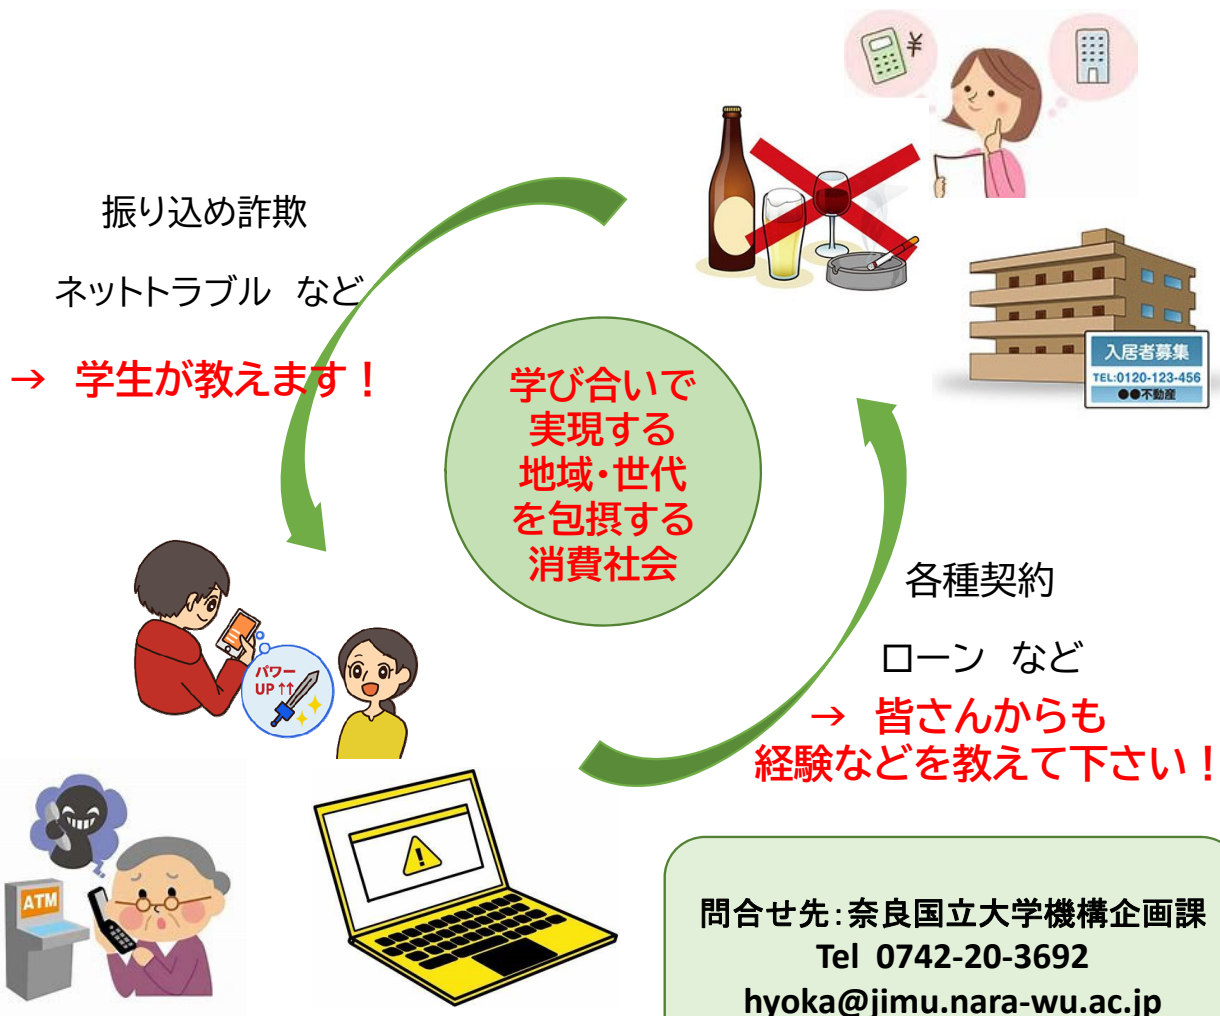 ¥
振り込め詐欺
ネットトラブル など
→ 学生が教えます！
入居者募集
TEL:0120-123-456
●●不動産
学び合いで
実現する
地域・世代
を包摂する
消費社会
各種契約
ローン など
→ 皆さんからも
経験などを教えて下さい！
パワー
UP ↑↑
ATM
問合せ先：奈良国立大学機構企画課
Tel 0742-20-3692
hyoka@jimu.nara-wu.ac.jp